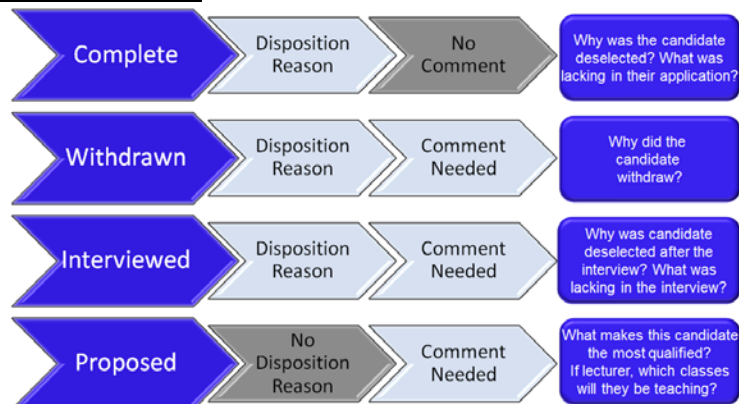 Complete
Disposition
Reason
No
Comment
Why was the candidate
deselected? What was
lacking in their application?
Withdrawn
Disposition
Reason
Comment
Needed
Why did the
candidate
withdraw?
Interviewed
Disposition
Reason
Comment
Needed
Why was candidate
deselected after the
interview? What was
lacking in the interview?
Proposed
No
Disposition
Reason
Comment
Needed
What makes this candidate
the most qualified?
If lecturer, which classes
will they be teaching?